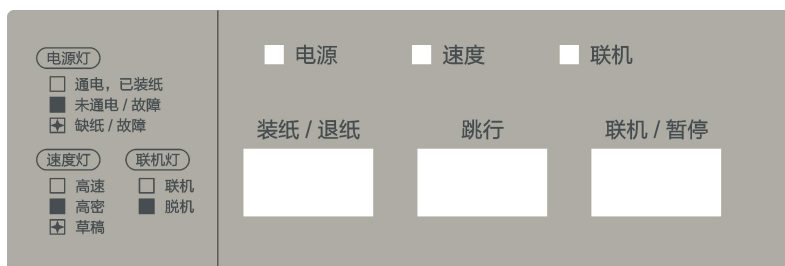 电源灯
通电，已装纸
未通电 / 故障
缺纸 / 故障
速度灯 联机灯
高速 联机
高密 脱机
草稿
电源 速度 联机
装纸 / 退纸 跳行 联机 / 暂停